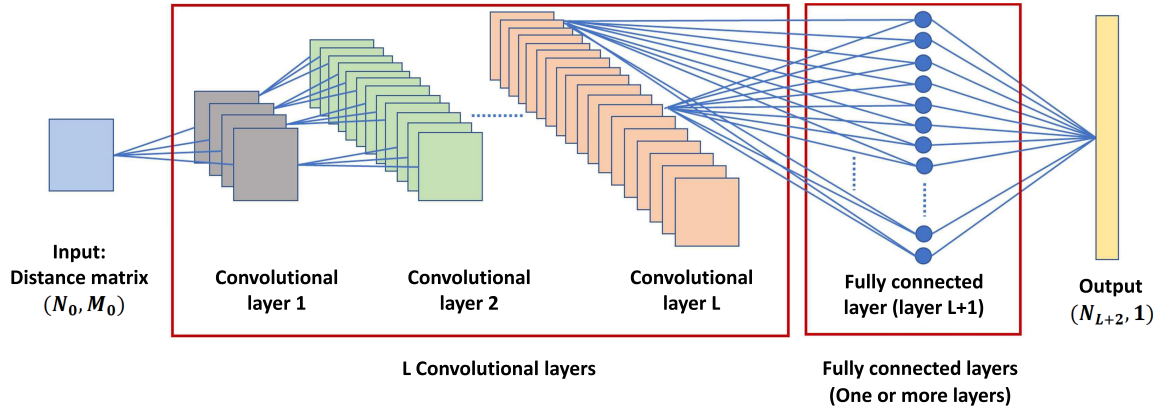 Input:
Distance matrix
(N₀, M₀)
Convolutional
layer 1
Convolutional
layer 2
Convolutional
layer L
L Convolutional layers
Fully connected
layer (layer L+1)
Fully connected layers
(One or more layers)
Output
(N_{L+2}, 1)